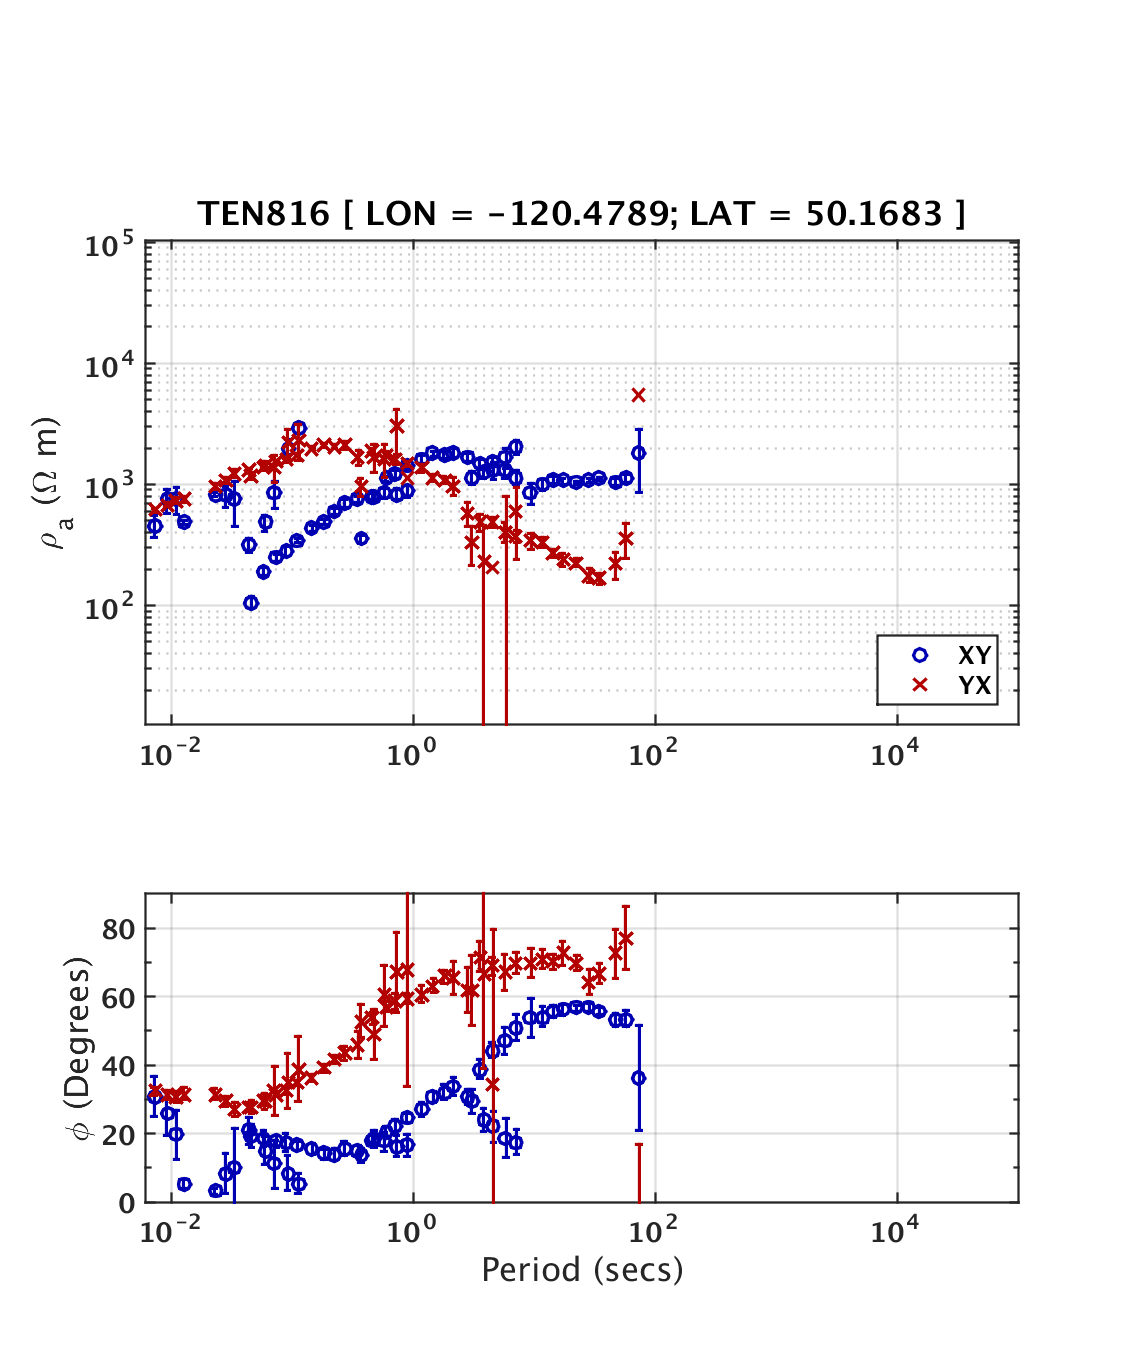 TEN816 [ LON = -120.4789; LAT = 50.1683 ]
10^5
10^4
10^3
10^2
ρ_a (Ω m)
XY
YX
10^-2 10^0 10^2 10^4
80
60
40
20
0
φ (Degrees)
10^-2 10^0 10^2 10^4
Period (secs)